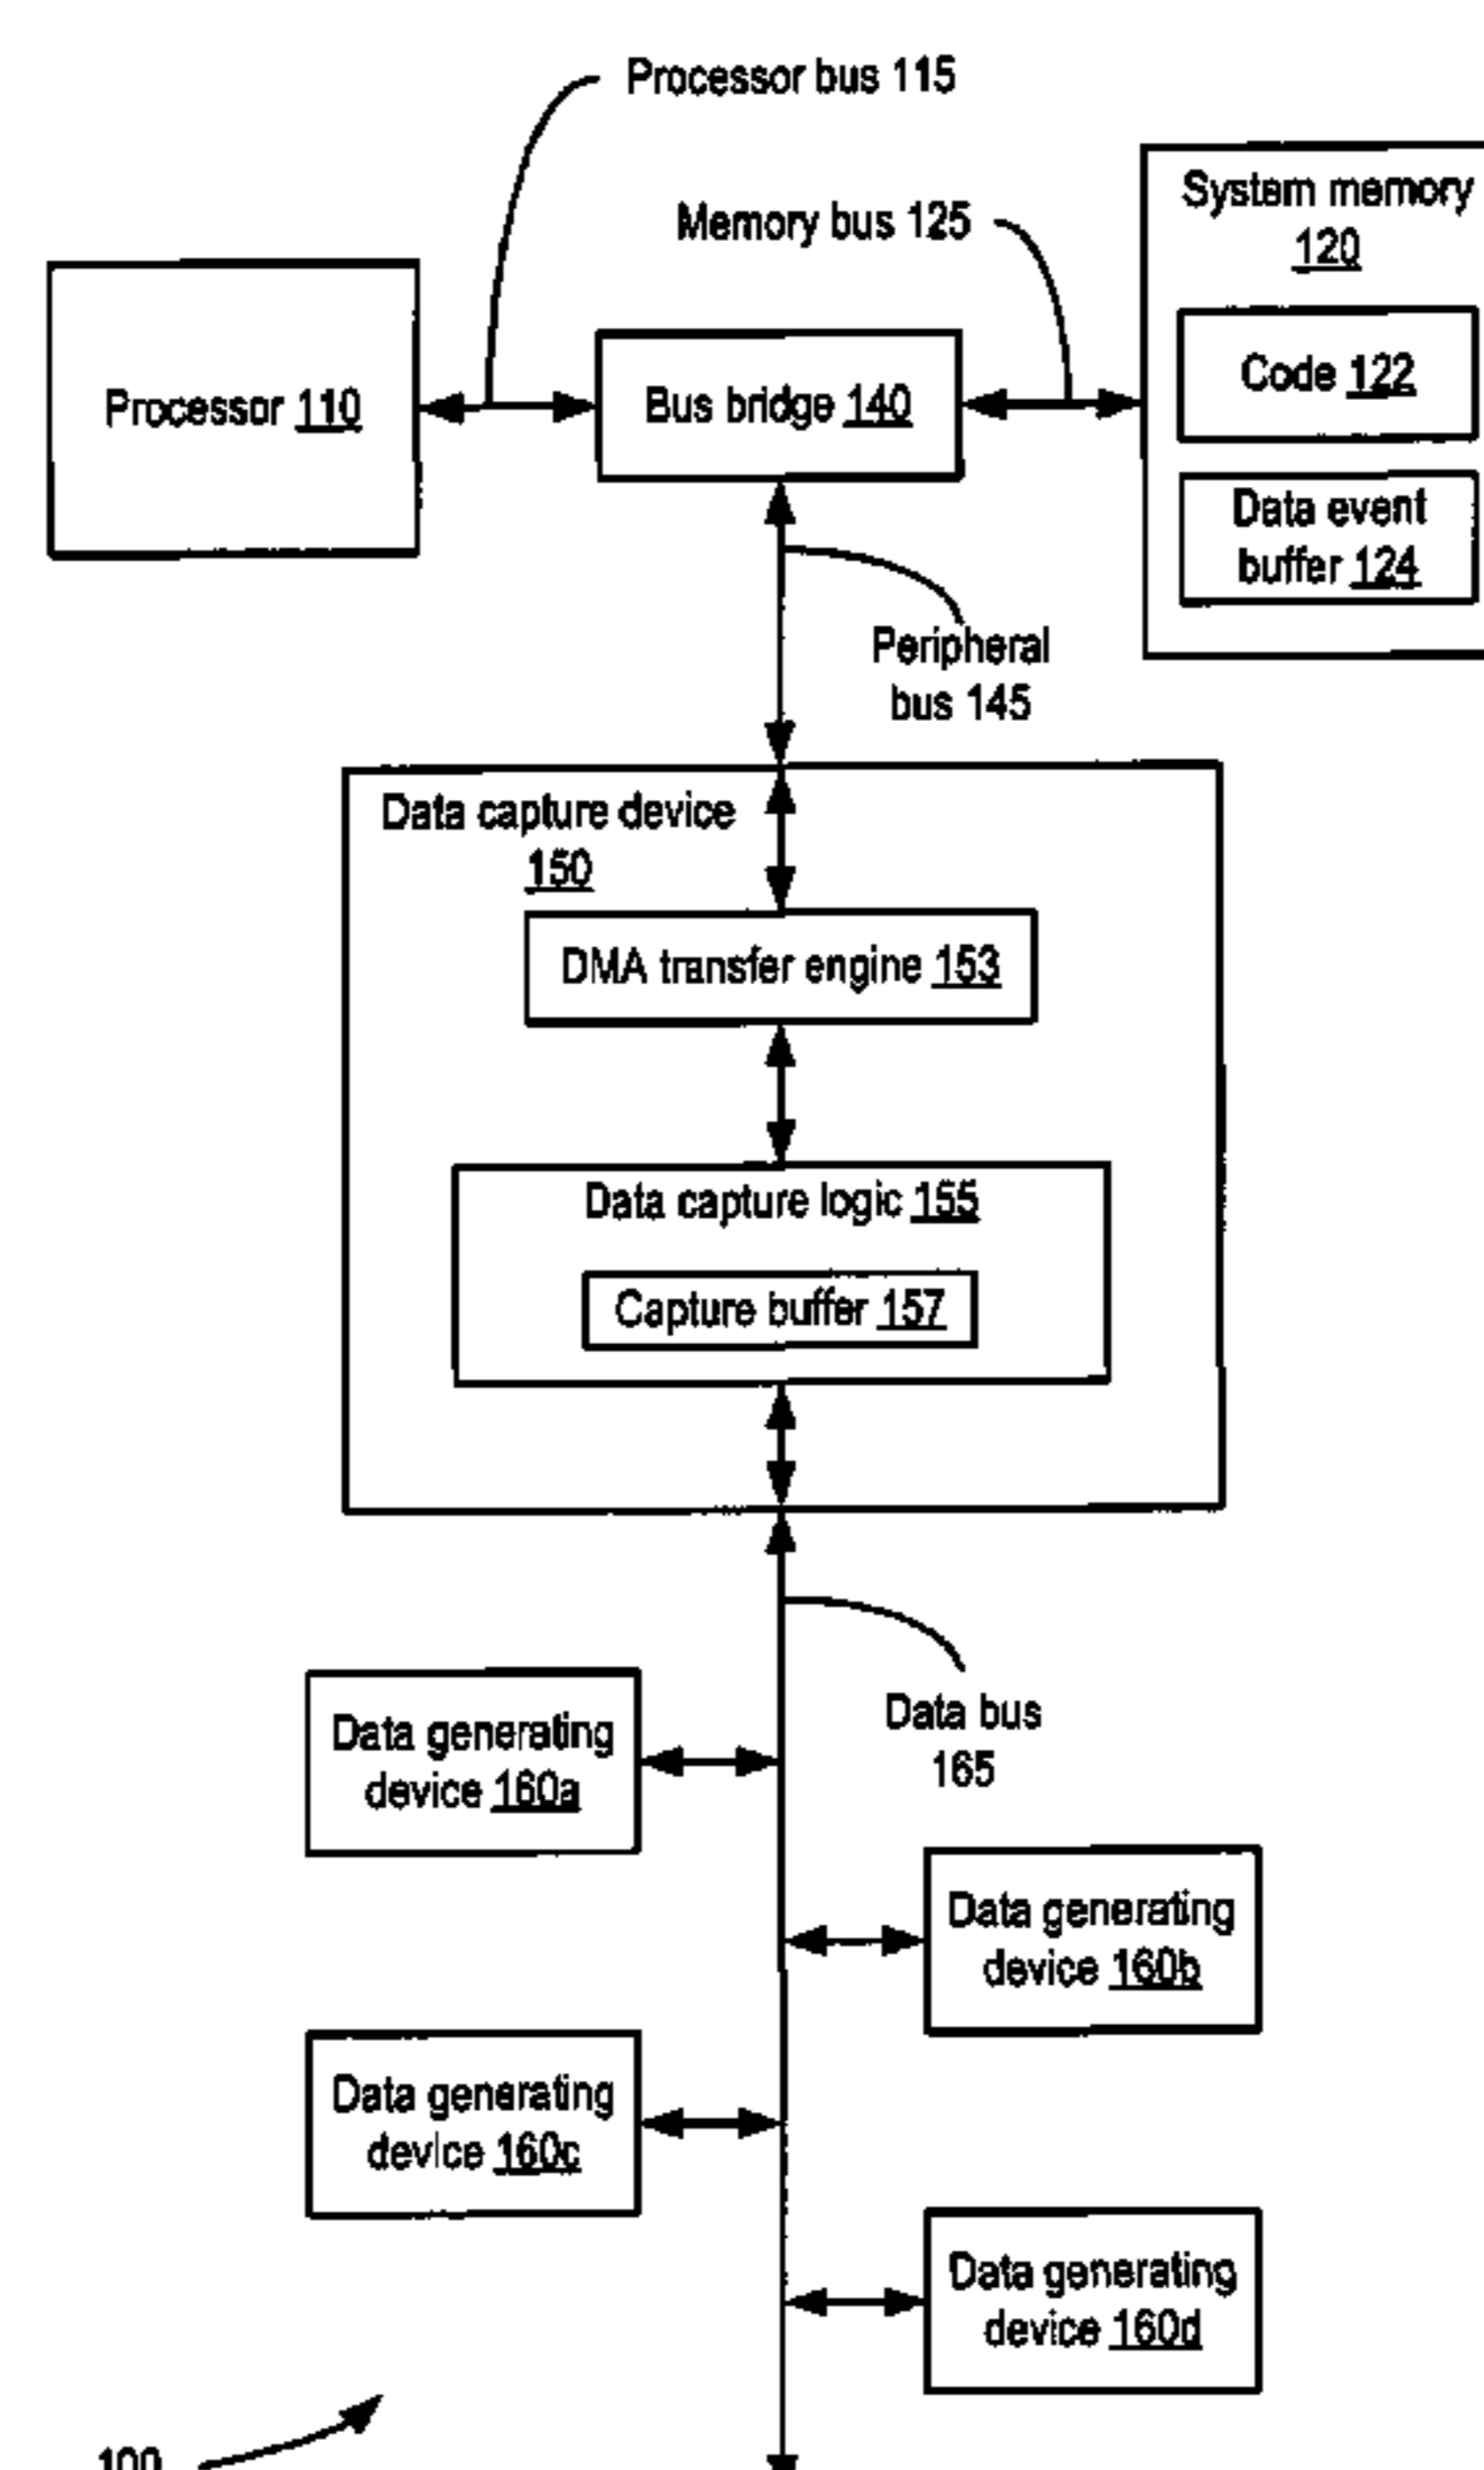 Processor bus 115
System memory
120
Memory bus 125
Code 122
Processor 110
Bus bridge 140
Data event
buffer 124
Peripheral
bus 145
Data capture device
150
DMA transfer engine 153
Data capture logic 155
Capture buffer 157
Data generating
device 160a
Data bus
165
Data generating
device 160b
Data generating
device 160c
Data generating
device 160d
100